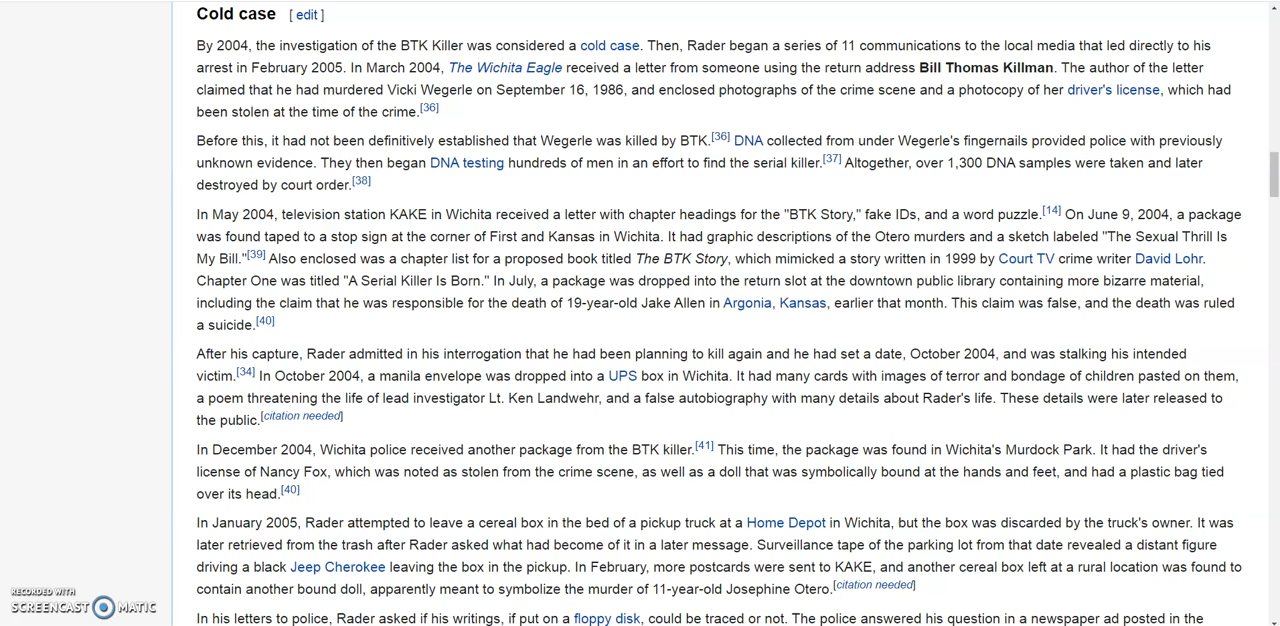 Cold case [ edit ]
By 2004, the investigation of the BTK Killer was considered a cold case. Then, Rader began a series of 11 communications to the local media that led directly to his
arrest in February 2005. In March 2004, The Wichita Eagle received a letter from someone using the return address Bill Thomas Killman. The author of the letter
claimed that he had murdered Vicki Wegerle on September 16, 1986, and enclosed photographs of the crime scene and a photocopy of her driver's license, which had
been stolen at the time of the crime.[36]
Before this, it had not been definitively established that Wegerle was killed by BTK.[36] DNA collected from under Wegerle's fingernails provided police with previously
unknown evidence. They then began DNA testing hundreds of men in an effort to find the serial killer.[37] Altogether, over 1,300 DNA samples were taken and later
destroyed by court order.[38]
In May 2004, television station KAKE in Wichita received a letter with chapter headings for the "BTK Story," fake IDs, and a word puzzle.[14] On June 9, 2004, a package
was found taped to a stop sign at the corner of First and Kansas in Wichita. It had graphic descriptions of the Otero murders and a sketch labeled "The Sexual Thrill Is
My Bill."[39] Also enclosed was a chapter list for a proposed book titled The BTK Story, which mimicked a story written in 1999 by Court TV crime writer David Lohr.
Chapter One was titled "A Serial Killer Is Born." In July, a package was dropped into the return slot at the downtown public library containing more bizarre material,
including the claim that he was responsible for the death of 19-year-old Jake Allen in Argonia, Kansas, earlier that month. This claim was false, and the death was ruled
a suicide.[40]
After his capture, Rader admitted in his interrogation that he had been planning to kill again and he had set a date, October 2004, and was stalking his intended
victim.[34] In October 2004, a manila envelope was dropped into a UPS box in Wichita. It had many cards with images of terror and bondage of children pasted on them,
a poem threatening the life of lead investigator Lt. Ken Landwehr, and a false autobiography with many details about Rader's life. These details were later released to
the public.[citation needed]
In December 2004, Wichita police received another package from the BTK killer.[41] This time, the package was found in Wichita's Murdock Park. It had the driver's
license of Nancy Fox, which was noted as stolen from the crime scene, as well as a doll that was symbolically bound at the hands and feet, and had a plastic bag tied
over its head.[40]
In January 2005, Rader attempted to leave a cereal box in the bed of a pickup truck at a Home Depot in Wichita, but the box was discarded by the truck's owner. It was
later retrieved from the trash after Rader asked what had become of it in a later message. Surveillance tape of the parking lot from that date revealed a distant figure
driving a black Jeep Cherokee leaving the box in the pickup. In February, more postcards were sent to KAKE, and another cereal box left at a rural location was found to
contain another bound doll, apparently meant to symbolize the murder of 11-year-old Josephine Otero.[citation needed]
In his letters to police, Rader asked if his writings, if put on a floppy disk, could be traced or not. The police answered his question in a newspaper ad posted in the
RECORDED WITH
SCREENCAST MATIC